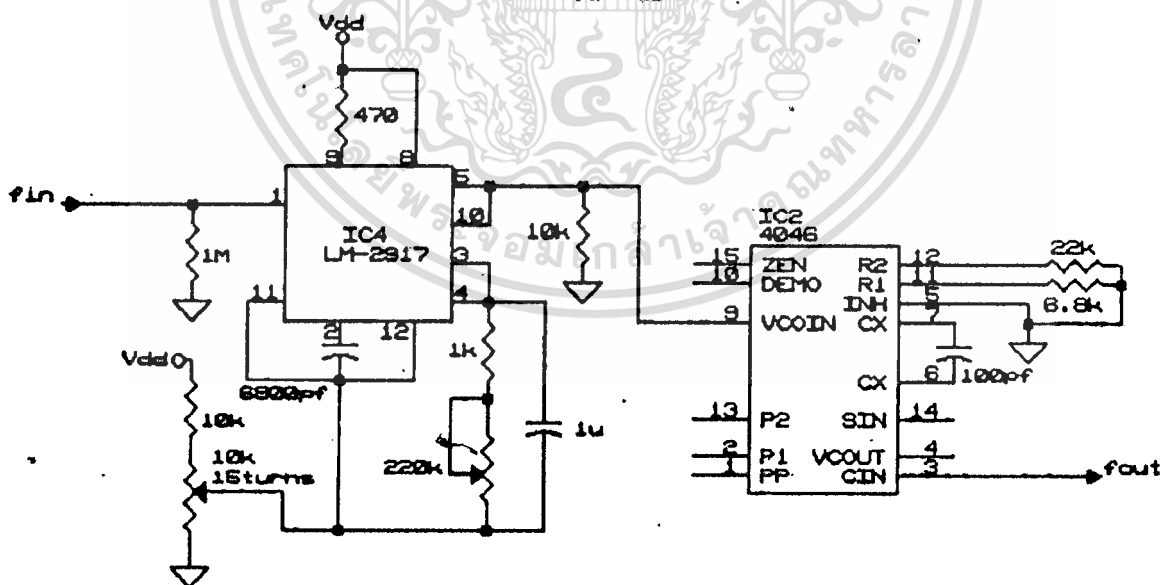 Vdd
470
8 6
fin
1
5
IC4
LM-2917
10
3
4
1M
11
2
12
10k
Vdd
6800pf
1k
10k
10k
15turns
220k
1u
IC2
4046
15 ZEN
10 DEMO
9 VCOIN
13 P2
2 P1
1 PP
R2 12
R1 11
INH 5
CX 7
CX 6
SIN 14
VCOUT 4
CIN 3
22k
6.8k
100pf
fout